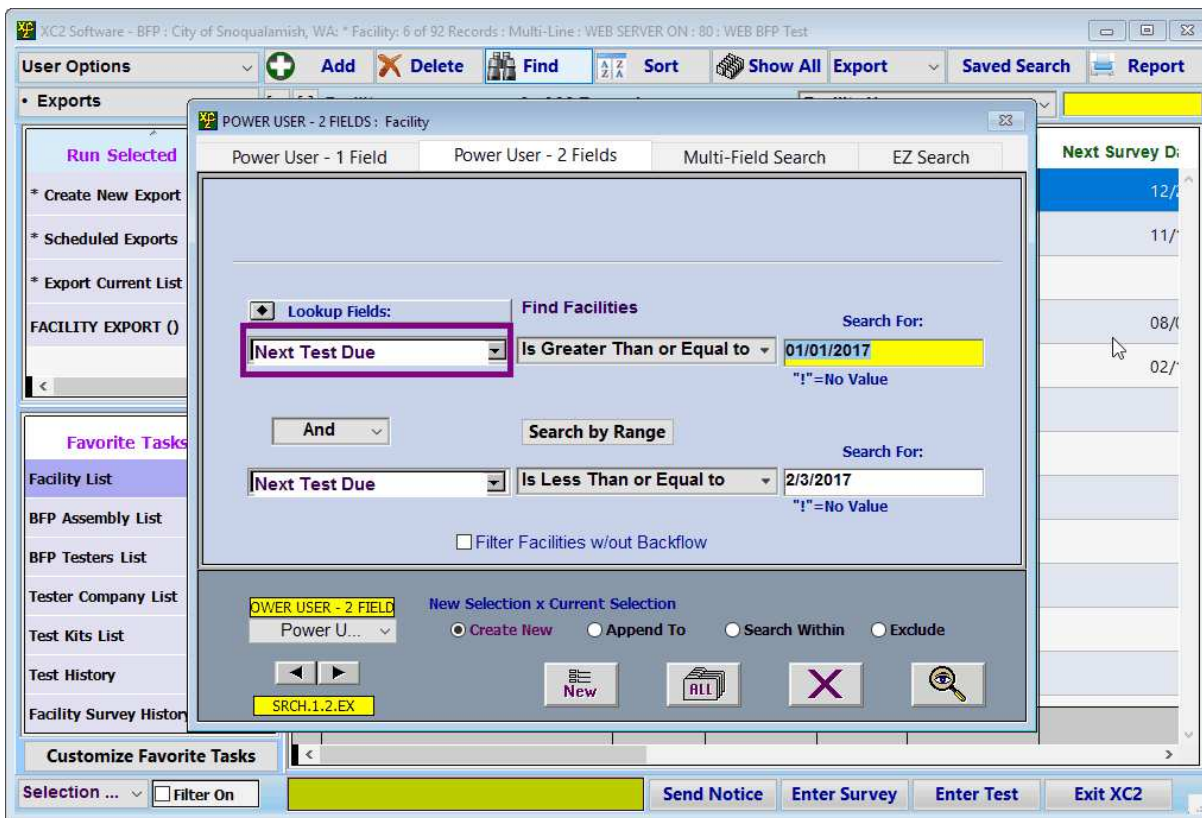 XC2 Software - BFP : City of Snoqualamish, WA: * Facility: 6 of 92 Records : Multi-Line : WEB SERVER ON : 80 : WEB BFP Test
User Options Add Delete Find Sort Show All Export Saved Search Report
• Exports
POWER USER - 2 FIELDS : Facility
Power User - 1 Field Power User - 2 Fields Multi-Field Search EZ Search
Run Selected
* Create New Export
* Scheduled Exports
* Export Current List
FACILITY EXPORT ()
Next Survey Da
12/2
11/1
08/0
02/1
Lookup Fields: Find Facilities Search For:
Next Test Due Is Greater Than or Equal to 01/01/2017
"!"=No Value
And Search by Range
Search For:
Next Test Due Is Less Than or Equal to 2/3/2017
"!"=No Value
Filter Facilities w/out Backflow
Favorite Tasks
Facility List
BFP Assembly List
BFP Testers List
Tester Company List
Test Kits List
Test History
Facility Survey History
Customize Favorite Tasks
OWER USER - 2 FIELD New Selection x Current Selection
Power U... Create New Append To Search Within Exclude
New ALL
SRCH.1.2.EX
Selection ... Filter On Send Notice Enter Survey Enter Test Exit XC2